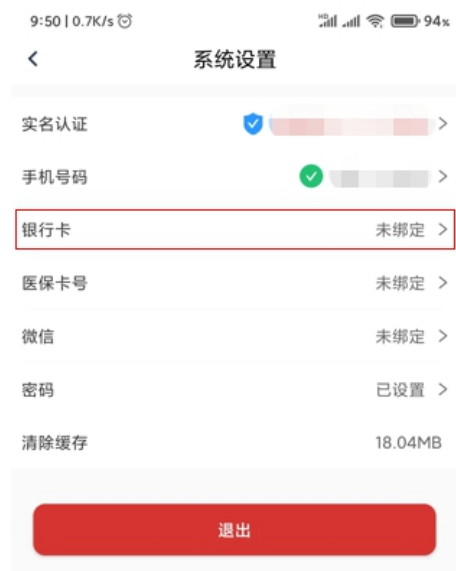 9:50 | 0.7K/s
HD 94%
系统设置
实名认证
手机号码
银行卡 未绑定
医保卡号 未绑定
微信 未绑定
密码 已设置
清除缓存 18.04MB
退出